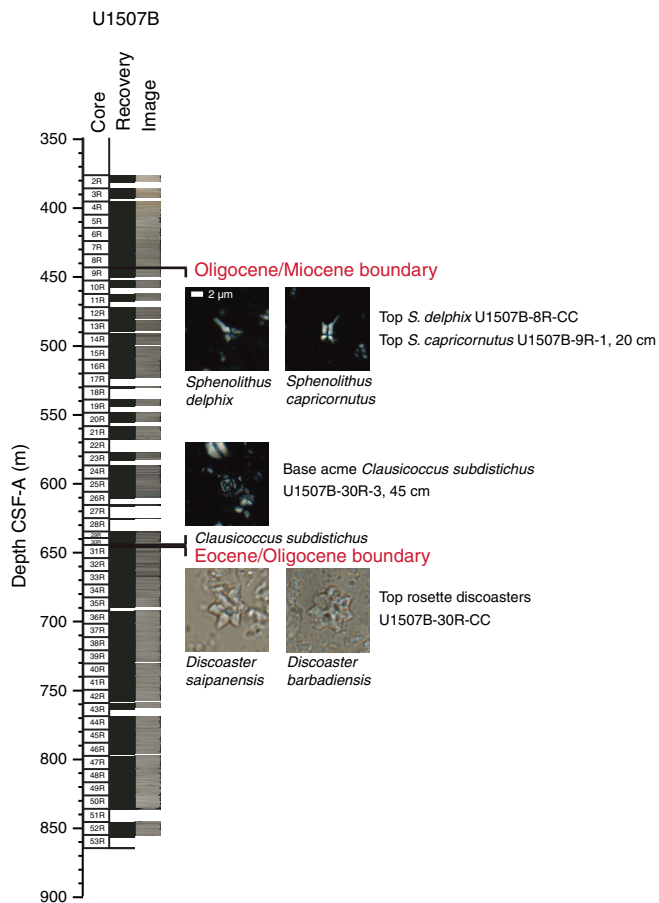 U1507B
Core
Recovery
Image
Depth CSF-A (m)
350
400
450
500
550
600
650
700
750
800
850
900
2R
3R
4R
5R
6R
7R
8R
9R
10R
11R
12R
13R
14R
15R
16R
17R
18R
19R
20R
21R
22R
23R
24R
25R
26R
27R
28R
29R
30R
31R
32R
33R
34R
35R
36R
37R
38R
39R
40R
41R
42R
43R
44R
45R
46R
47R
48R
49R
50R
51R
52R
53R
Oligocene/Miocene boundary
2 µm
Top S. delphix U1507B-8R-CC
Top S. capricornutus U1507B-9R-1, 20 cm
Sphenolithus
delphix
Sphenolithus
capricornutus
Base acme Clausicoccus subdistichus
U1507B-30R-3, 45 cm
Clausicoccus subdistichus
Eocene/Oligocene boundary
Top rosette discoasters
U1507B-30R-CC
Discoaster
saipanensis
Discoaster
barbadiensis